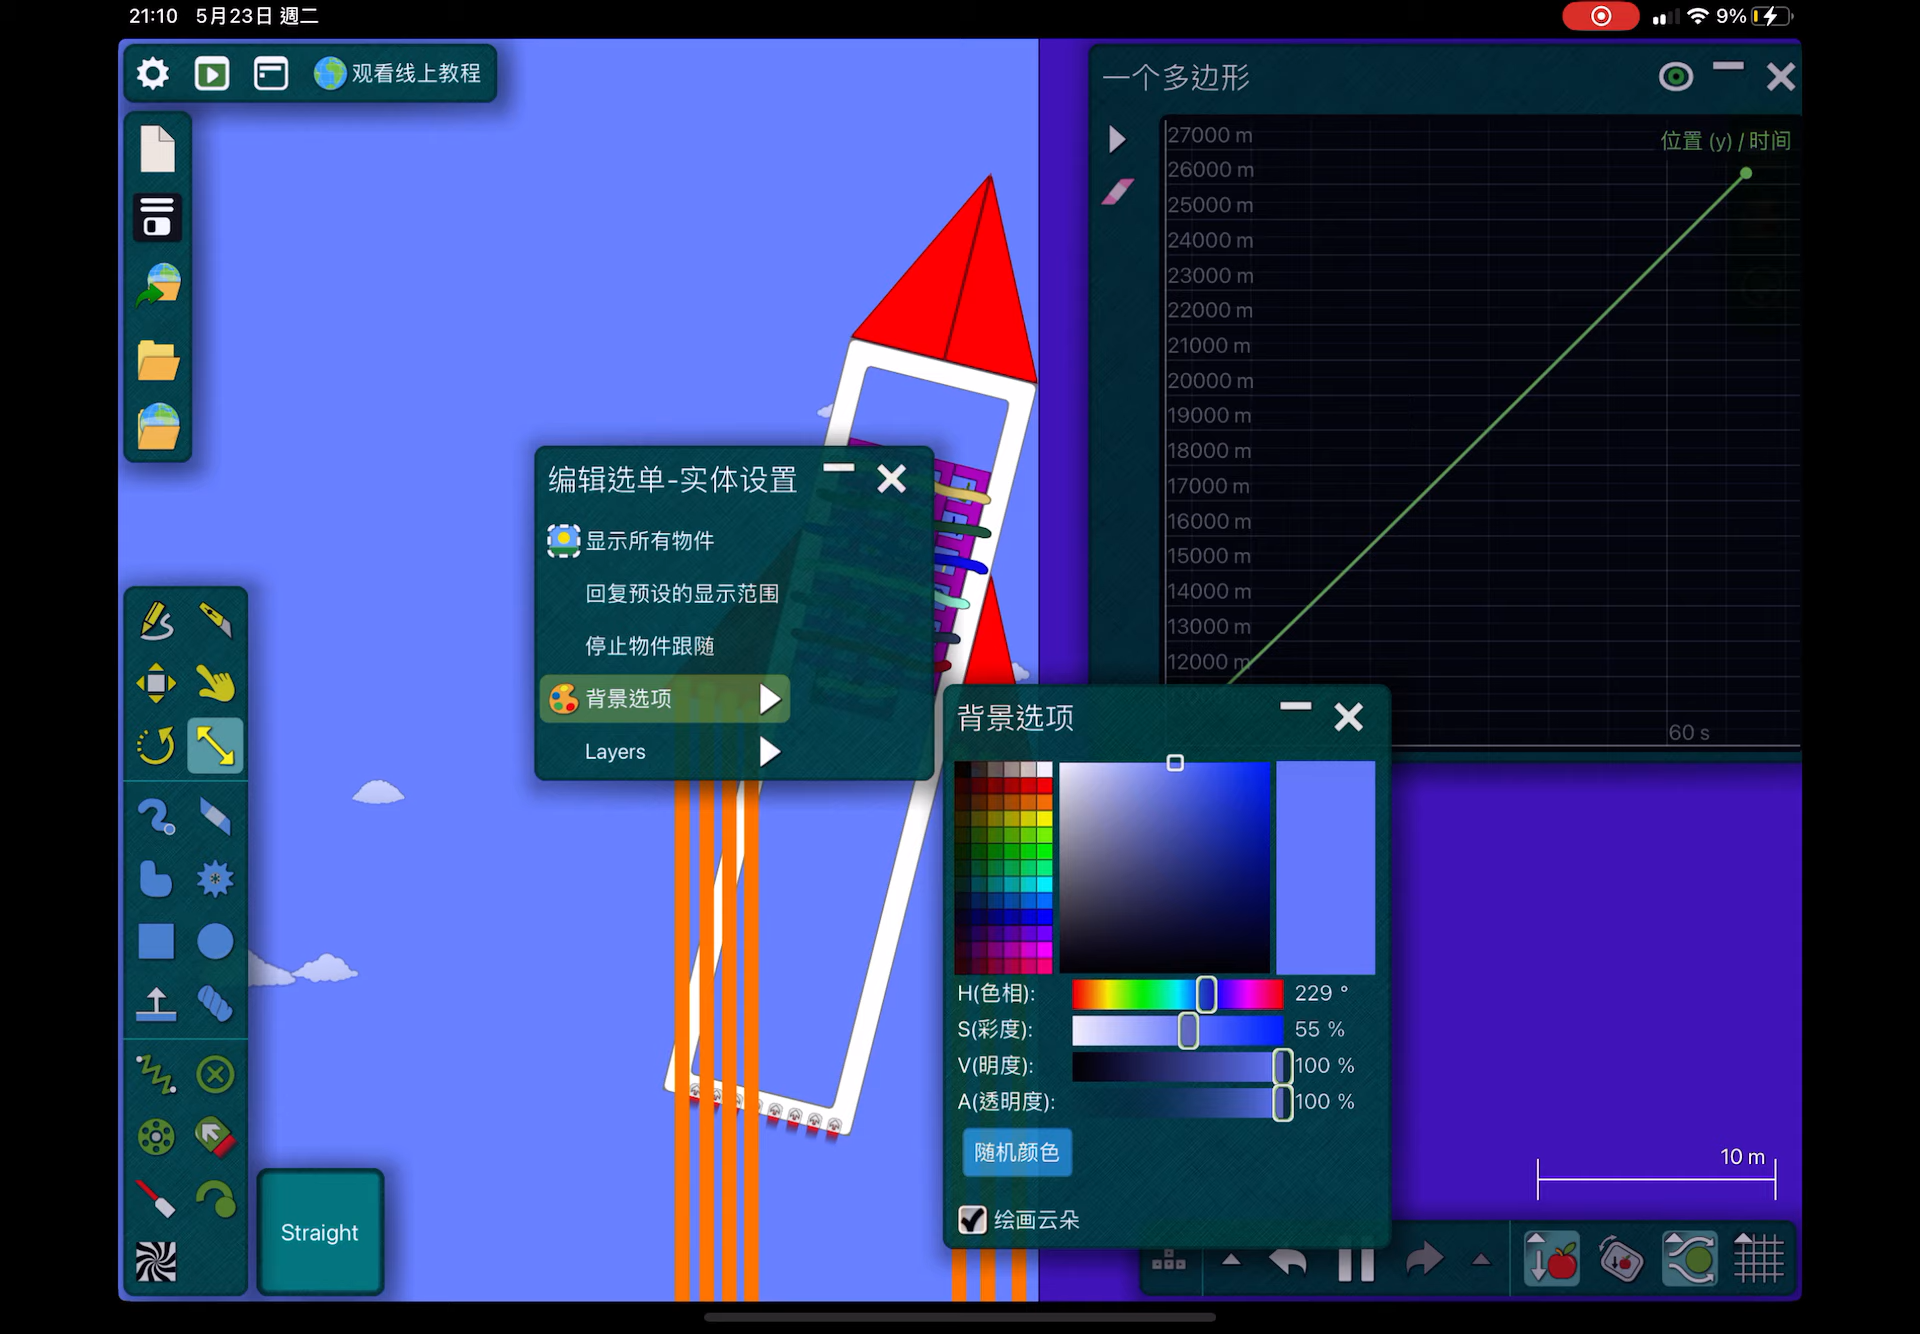 21:10 5月23日 週二
9%
观看线上教程
一个多边形
位置 (y) / 时间
27000 m
26000 m
25000 m
24000 m
23000 m
22000 m
21000 m
20000 m
19000 m
18000 m
17000 m
16000 m
15000 m
14000 m
13000 m
12000 m
60 s
编辑选单-实体设置
显示所有物件
回复预设的显示范围
停止物件跟随
背景选项
Layers
背景选项
H(色相): 229 °
S(彩度): 55 %
V(明度): 100 %
A(透明度): 100 %
随机颜色
绘画云朵
10 m
Straight